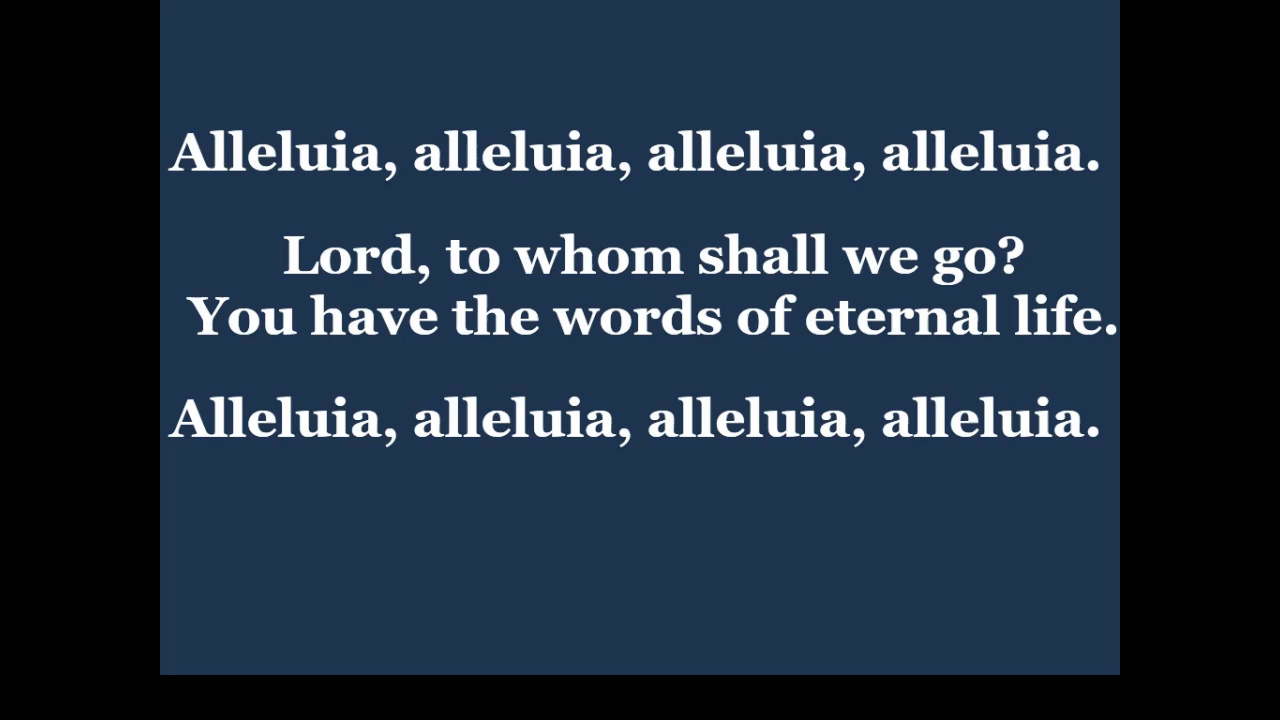 Alleluia, alleluia, alleluia, alleluia.
Lord, to whom shall we go?
You have the words of eternal life.
Alleluia, alleluia, alleluia, alleluia.